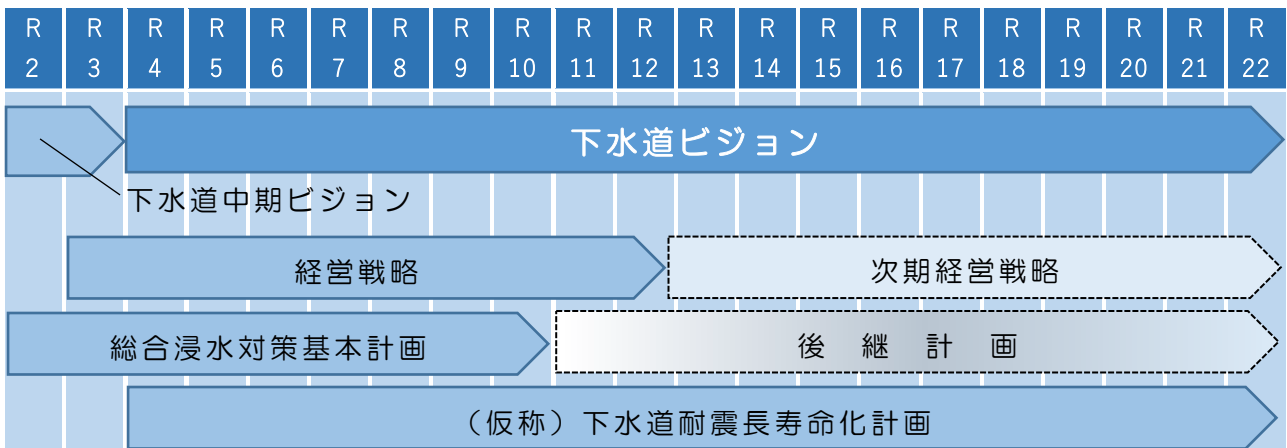 R R R R R R R R R R R R R R R R R R R R R
2 3 4 5 6 7 8 9 10 11 12 13 14 15 16 17 18 19 20 21 22
下水道ビジョン
下水道中期ビジョン
経営戦略 次期経営戦略
総合浸水対策基本計画 後継計画
（仮称）下水道耐震長寿命化計画